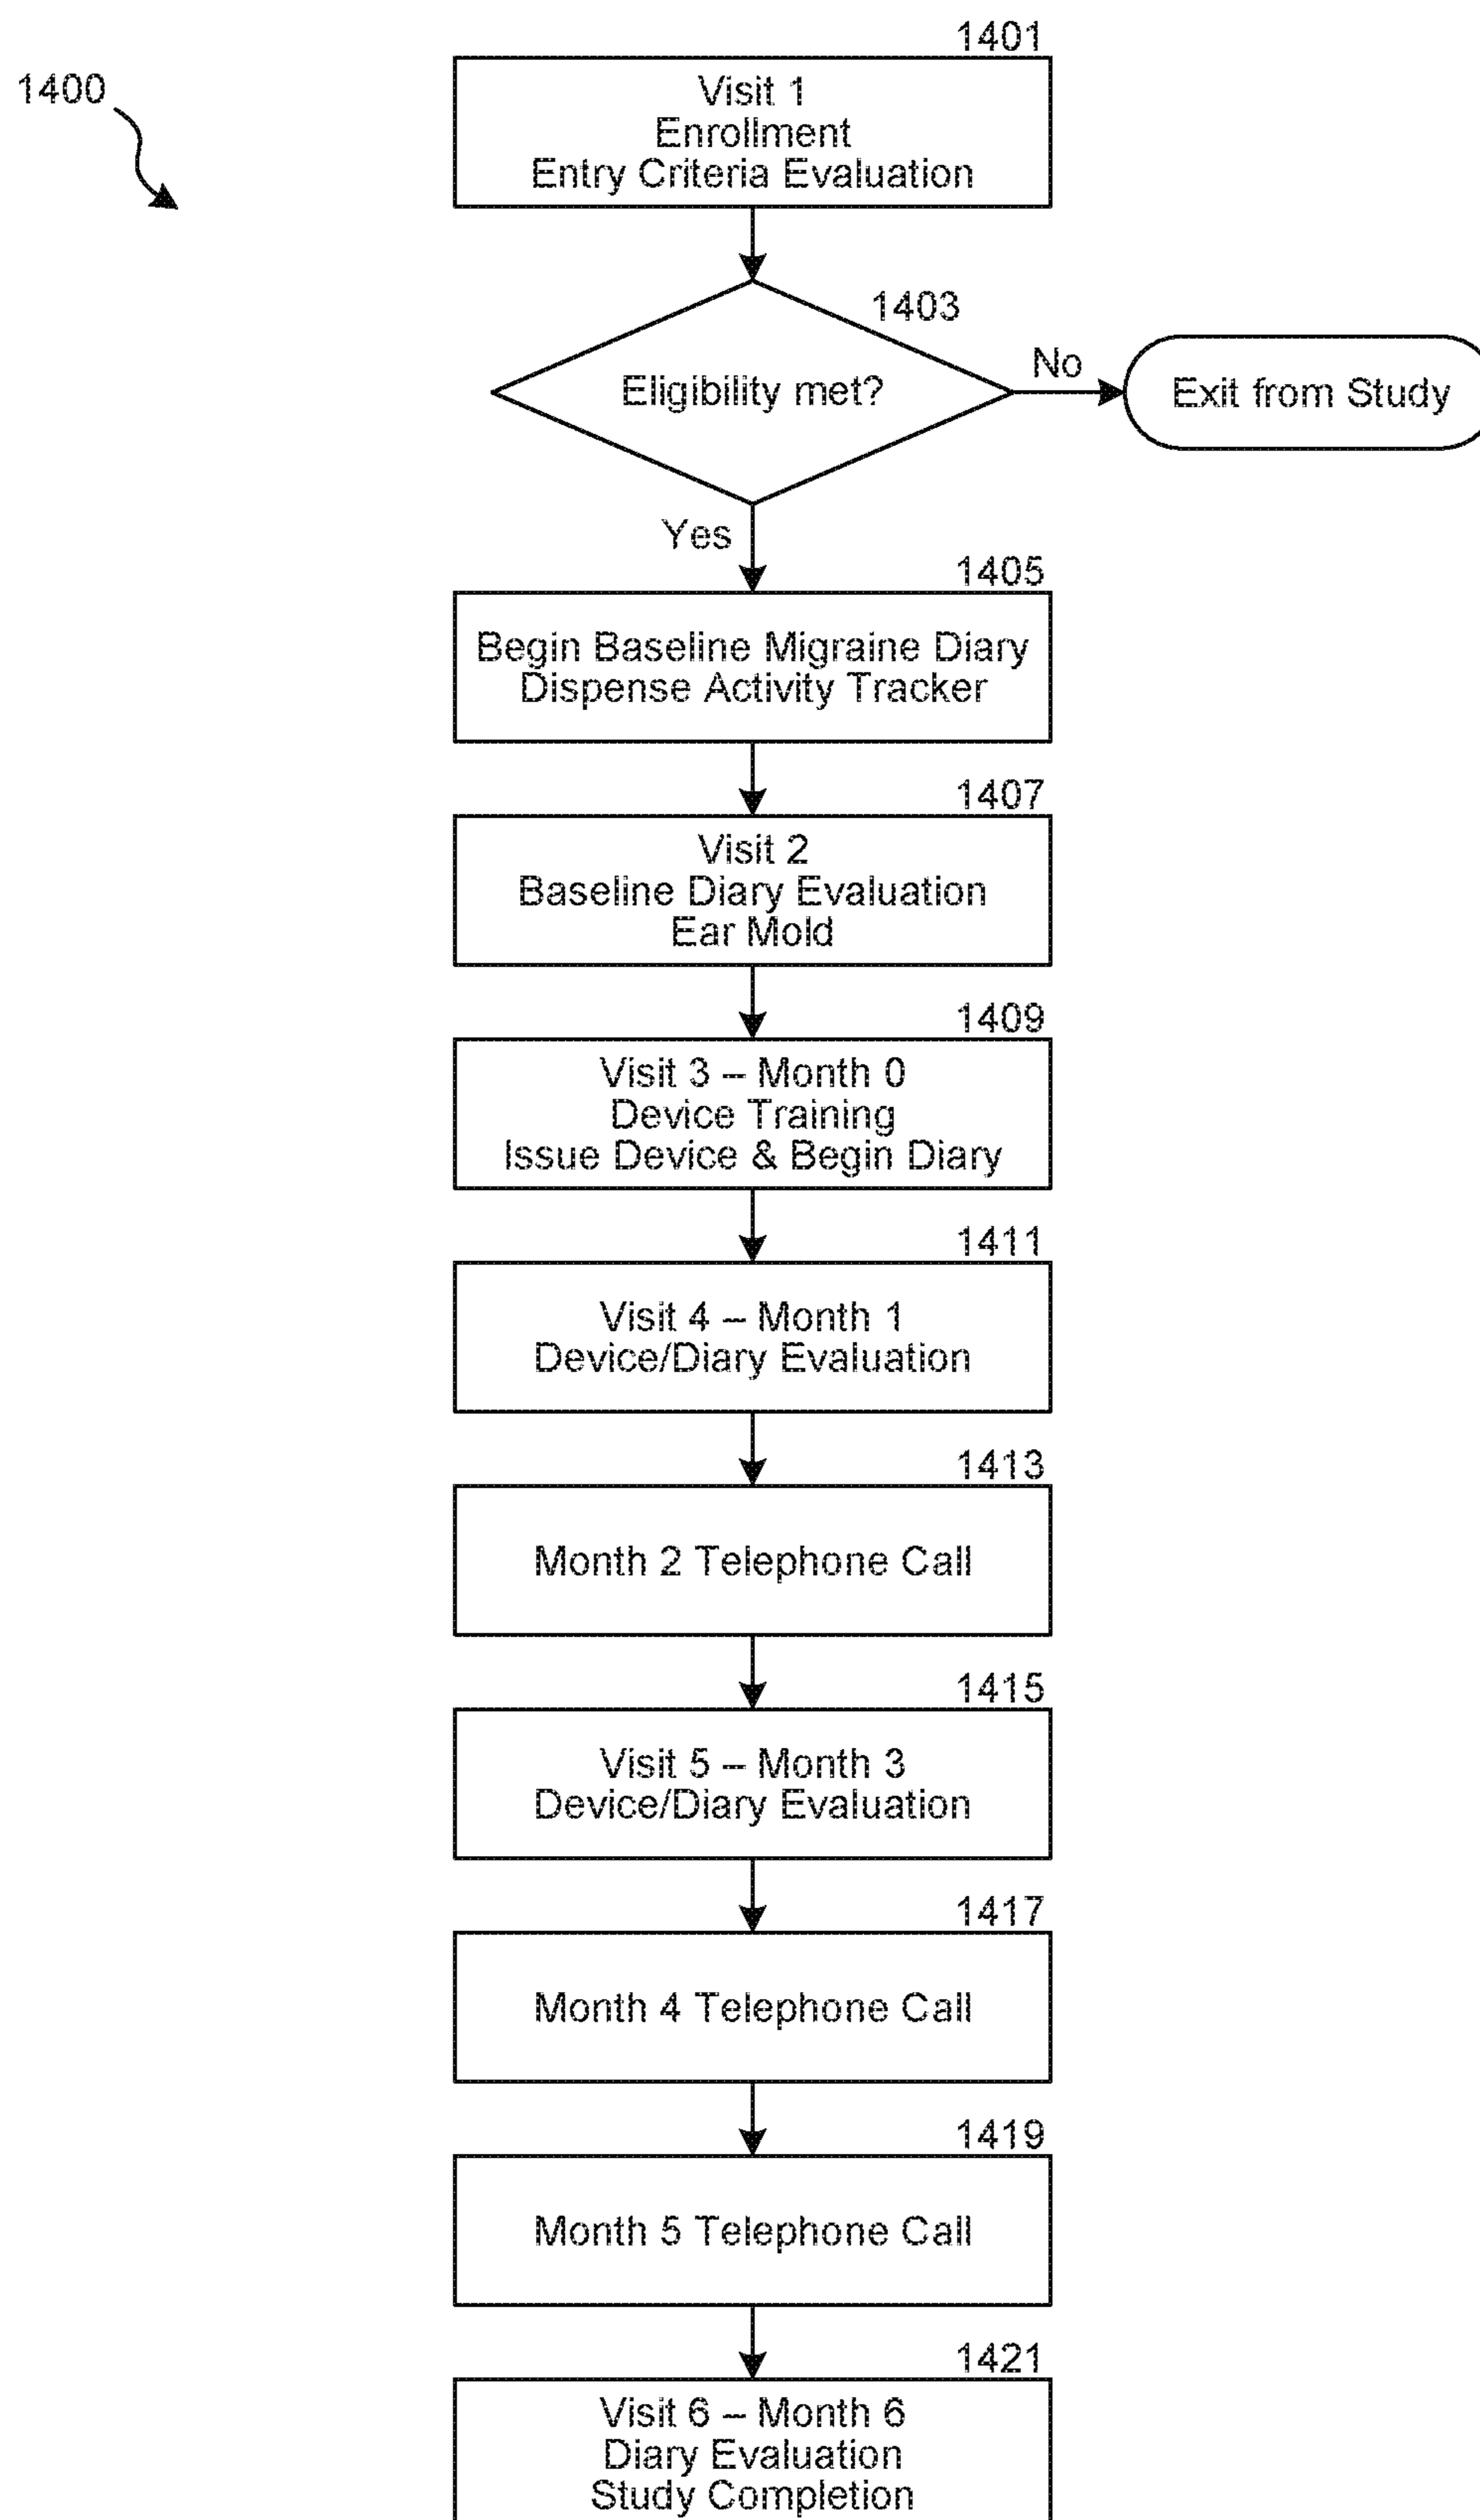 1400
1401
Visit 1
Enrollment
Entry Criteria Evaluation
1403
Eligibility met?
No
Exit from Study
Yes
1405
Begin Baseline Migraine Diary
Dispense Activity Tracker
1407
Visit 2
Baseline Diary Evaluation
Ear Mold
1409
Visit 3 – Month 0
Device Training
Issue Device & Begin Diary
1411
Visit 4 – Month 1
Device/Diary Evaluation
1413
Month 2 Telephone Call
1415
Visit 5 – Month 3
Device/Diary Evaluation
1417
Month 4 Telephone Call
1419
Month 5 Telephone Call
1421
Visit 6 – Month 6
Diary Evaluation
Study Completion